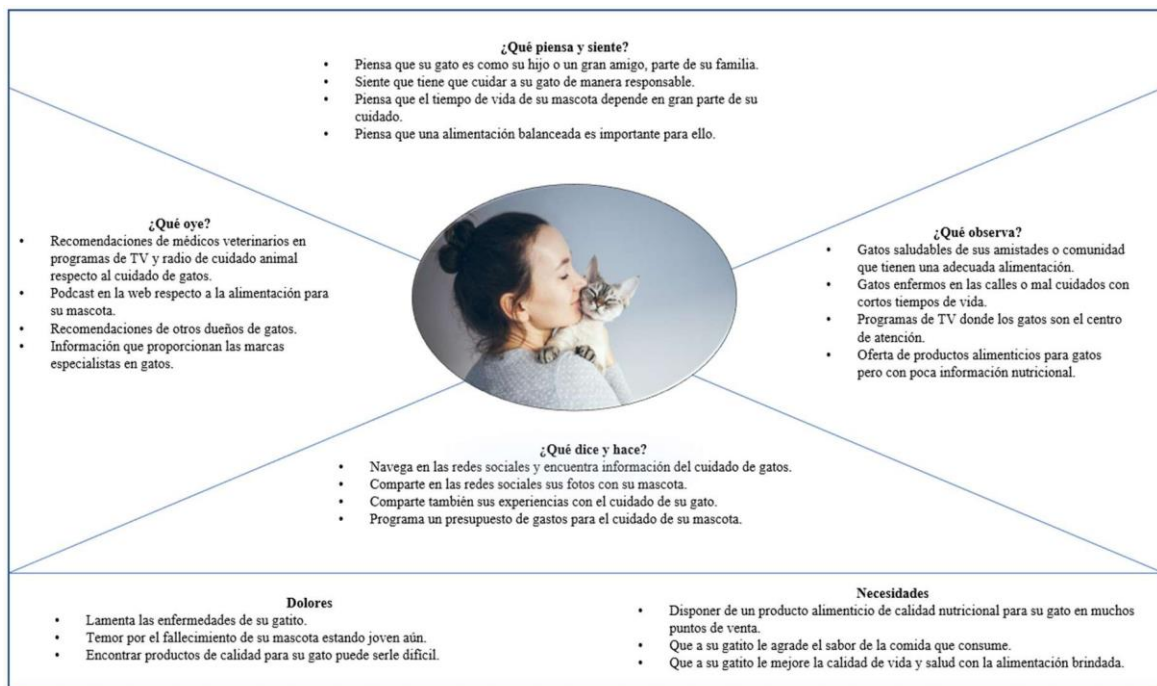 ¿Qué piensa y siente?
• Piensa que su gato es como su hijo o un gran amigo, parte de su familia.
• Siente que tiene que cuidar a su gato de manera responsable.
• Piensa que el tiempo de vida de su mascota depende en gran parte de su
cuidado.
• Piensa que una alimentación balanceada es importante para ello.
¿Qué oye?
• Recomendaciones de médicos veterinarios en
programas de TV y radio de cuidado animal
respecto al cuidado de gatos.
• Podcast en la web respecto a la alimentación para
su mascota.
• Recomendaciones de otros dueños de gatos.
• Información que proporcionan las marcas
especialistas en gatos.
¿Qué observa?
• Gatos saludables de sus amistades o comunidad
que tienen una adecuada alimentación.
• Gatos enfermos en las calles o mal cuidados con
cortos tiempos de vida.
• Programas de TV donde los gatos son el centro
de atención.
• Oferta de productos alimenticios para gatos
pero con poca información nutricional.
¿Qué dice y hace?
• Navega en las redes sociales y encuentra información del cuidado de gatos.
• Comparte en las redes sociales sus fotos con su mascota.
• Comparte también sus experiencias con el cuidado de su gato.
• Programa un presupuesto de gastos para el cuidado de su mascota.
Dolores
• Lamenta las enfermedades de su gatito.
• Temor por el fallecimiento de su mascota estando joven aún.
• Encontrar productos de calidad para su gato puede serle difícil.
Necesidades
• Disponer de un producto alimenticio de calidad nutricional para su gato en muchos
puntos de venta.
• Que a su gatito le agrade el sabor de la comida que consume.
• Que a su gatito le mejore la calidad de vida y salud con la alimentación brindada.